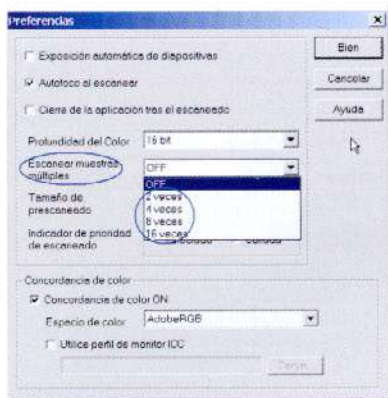 Preferencias
Exposición automática de diapositivas
Bien
Autofoco al escanear
Cancelar
Cierre de la aplicación tras el escaneado
Ayuda
Profundidad del Color
16 bit
Escanear muestras
múltiples
OFF
OFF
2 veces
4 veces
8 veces
16 veces
Tamaño de
prescaneado
Indicador de prioridad
de escaneado
Concordancia de color
Concordancia de color ON
Espacio de color
AdobeRGB
Utilice perfil de monitor ICC